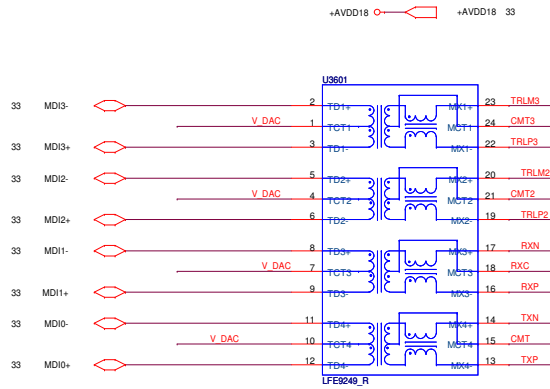 +AVDD18 +AVDD18 33
U3601
33 MDI3- 2 TD1+ MX1+ 23 TRLM3
V_DAC 1 TCT1 MCT1 24 CMT3
33 MDI3+ 3 TD1- MX1- 22 TRLP3
33 MDI2- 5 TD2+ MX2+ 20 TRLM2
V_DAC 4 TCT2 MCT2 21 CMT2
33 MDI2+ 6 TD2- MX2- 19 TRLP2
33 MDI1- 8 TD3+ MX3+ 17 RXN
V_DAC 7 TCT3 MCT3 18 RXC
33 MDI1+ 9 TD3- MX3- 16 RXP
33 MDI0- 11 TD4+ MX4+ 14 TXN
V_DAC 10 TCT4 MCT4 15 CMT
33 MDI0+ 12 TD4- MX4- 13 TXP
LFE9249_R